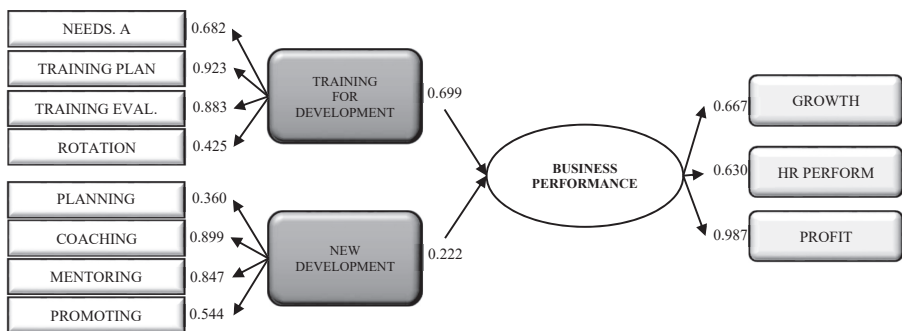 NEEDS. A 0.682
TRAINING PLAN 0.923
TRAINING EVAL. 0.883
ROTATION 0.425
TRAINING
FOR
DEVELOPMENT
0.699
PLANNING 0.360
COACHING 0.899
MENTORING 0.847
PROMOTING 0.544
NEW
DEVELOPMENT
0.222
BUSINESS
PERFORMANCE
0.667 GROWTH
0.630 HR PERFORM
0.987 PROFIT